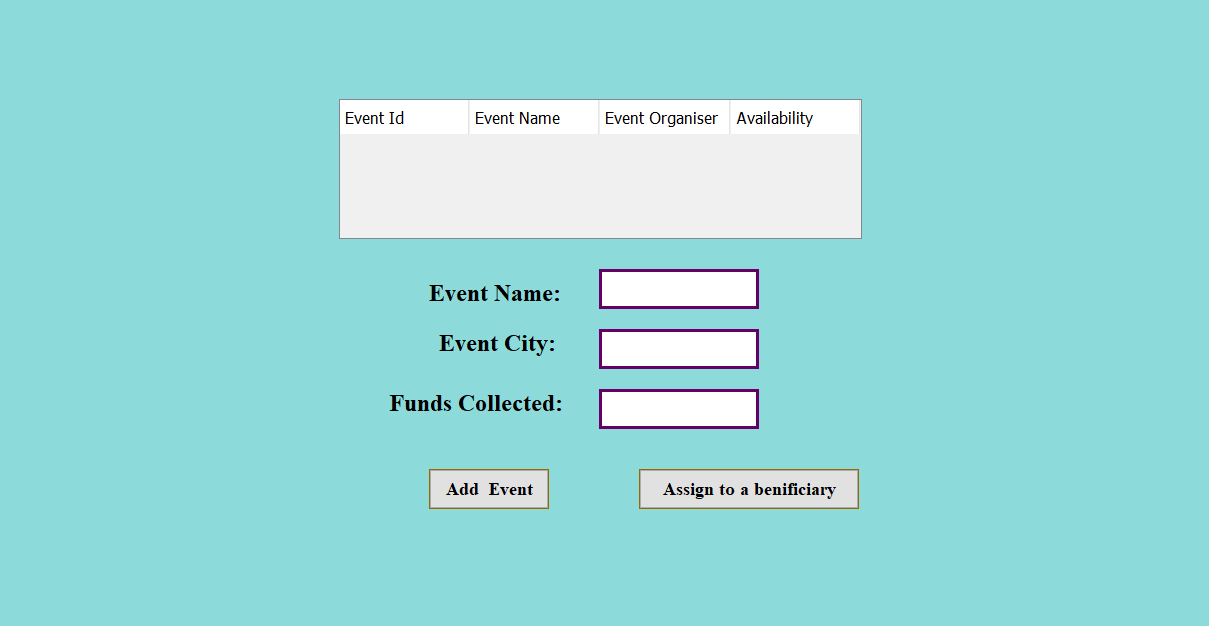 Event Id Event Name Event Organiser Availability
Event Name:
Event City:
Funds Collected:
Add Event Assign to a benificiary